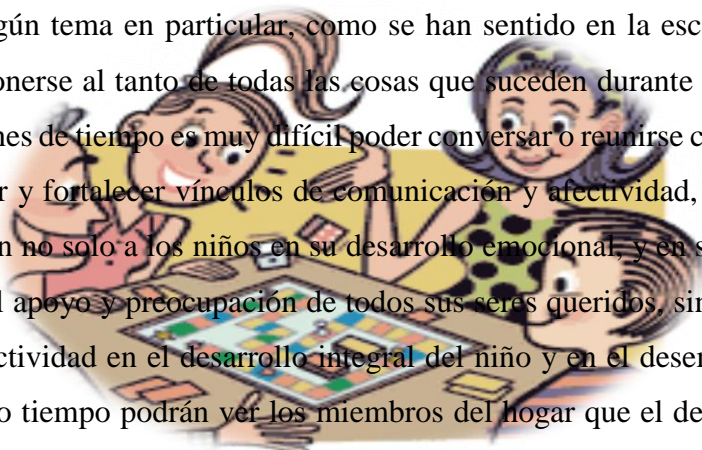 gún tema en particular, como se han sentido en la esc
onerse al tanto de todas las cosas que suceden durante
nes de tiempo es muy difícil poder conversar o reunirse c
r y fortalecer vínculos de comunicación y afectividad,
n no solo a los niños en su desarrollo emocional, y en s
l apoyo y preocupación de todos sus seres queridos, sin
ctividad en el desarrollo integral del niño y en el deser
o tiempo podrán ver los miembros del hogar que el de